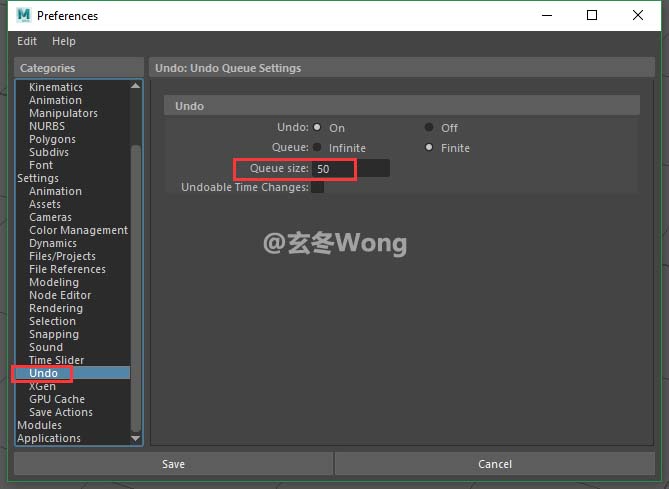 M Preferences
Edit Help
Categories
Kinematics
Animation
Manipulators
NURBS
Polygons
Subdivs
Font
Settings
Animation
Assets
Cameras
Color Management
Dynamics
Files/Projects
File References
Modeling
Node Editor
Rendering
Selection
Snapping
Sound
Time Slider
Undo
XGen
GPU Cache
Save Actions
Modules
Applications
Undo: Undo Queue Settings
Undo
Undo: On Off
Queue: Infinite Finite
Queue size: 50
Undoable Time Changes:
@玄冬Wong
Save Cancel